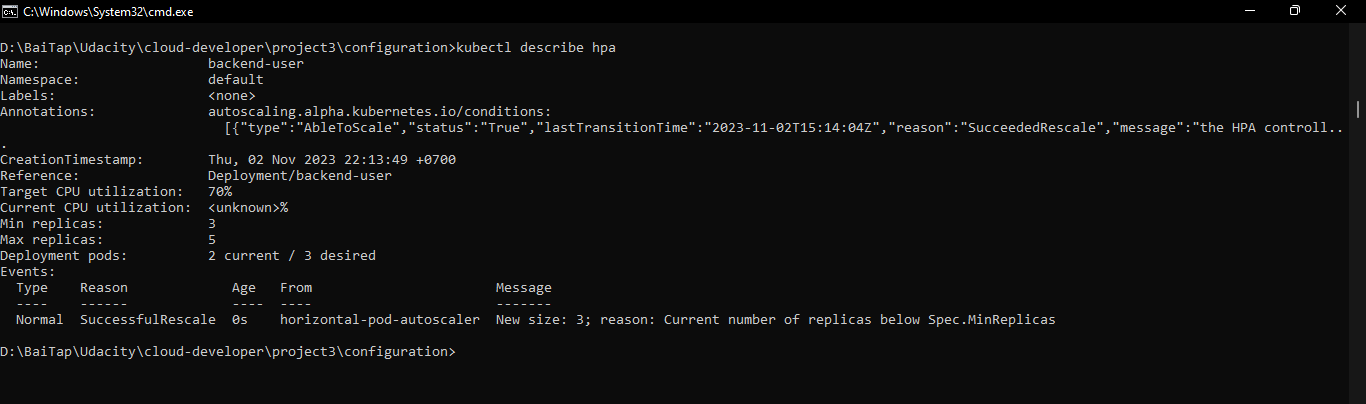 C:\Windows\System32\cmd.exe
D:\BaiTap\Udacity\cloud-developer\project3\configuration>kubectl describe hpa
Name:                     backend-user
Namespace:                default
Labels:                   <none>
Annotations:              autoscaling.alpha.kubernetes.io/conditions:
                            [{"type":"AbleToScale","status":"True","lastTransitionTime":"2023-11-02T15:14:04Z","reason":"SucceededRescale","message":"the HPA controll..
.
CreationTimestamp:        Thu, 02 Nov 2023 22:13:49 +0700
Reference:                Deployment/backend-user
Target CPU utilization:   70%
Current CPU utilization:  <unknown>%
Min replicas:             3
Max replicas:             5
Deployment pods:          2 current / 3 desired
Events:
  Type    Reason             Age   From                       Message
  ----    ------             ----  ----                       -------
  Normal  SuccessfulRescale  0s    horizontal-pod-autoscaler  New size: 3; reason: Current number of replicas below Spec.MinReplicas
D:\BaiTap\Udacity\cloud-developer\project3\configuration>